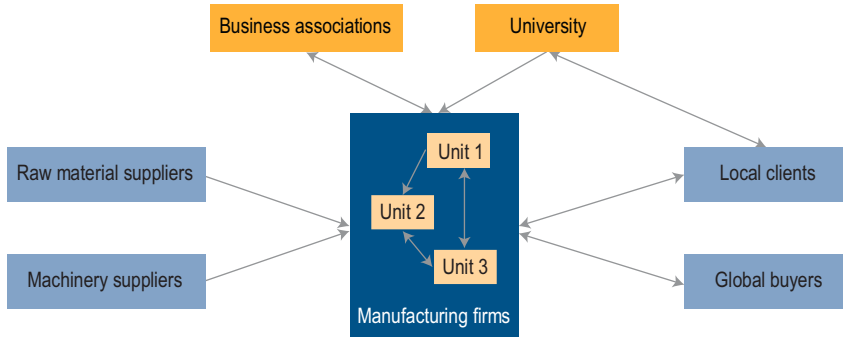 Business associations
University
Raw material suppliers
Unit 1
Local clients
Unit 2
Machinery suppliers
Unit 3
Global buyers
Manufacturing firms